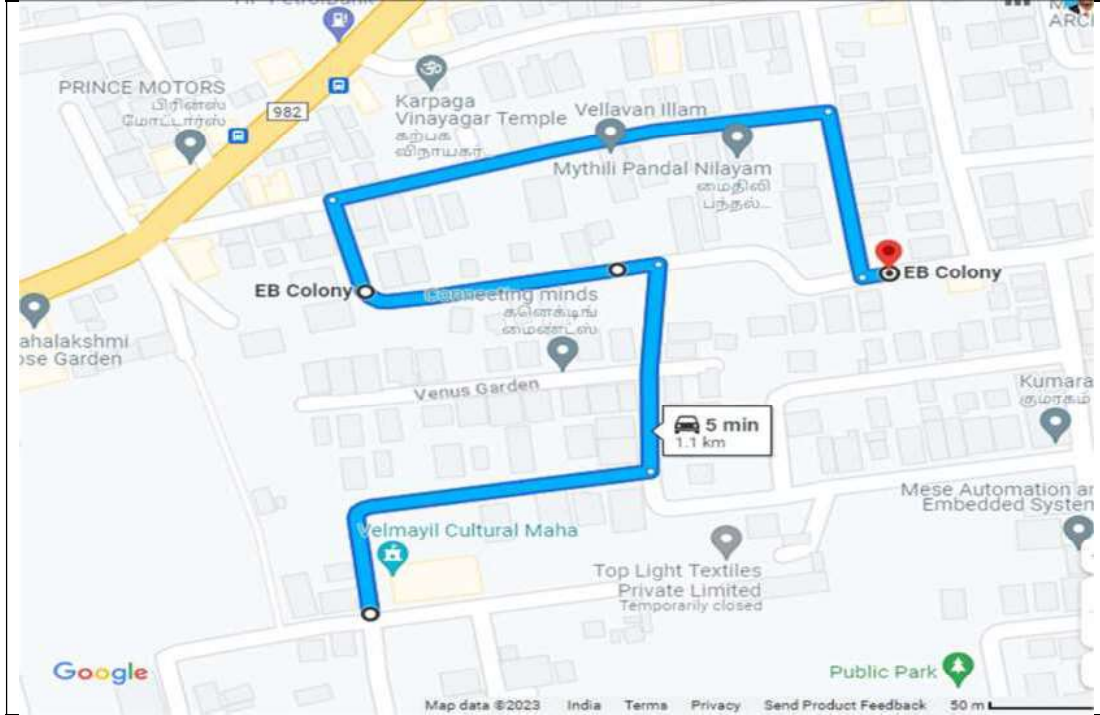 PRINCE MOTORS
பிரின்ஸ்
மோட்டார்ஸ்
982
Karpaga
Vinayagar Temple
கற்பக
விநாயகர்
Vellavan Illam
Mythili Pandal Nilayam
மைதிலி
பந்தல்...
ARCH
EB Colony
EB Colony
Connecting minds
கனெக்டிங்
மைண்ட்ஸ்
ahalakshmi
ose Garden
Venus Garden
5 min
1.1 km
Kumara
குமரகம்
Mese Automation an
Embedded System
Velmayil Cultural Maha
Top Light Textiles
Private Limited
Temporarily closed
Public Park
Google
Map data ©2023 India Terms Privacy Send Product Feedback 50 m